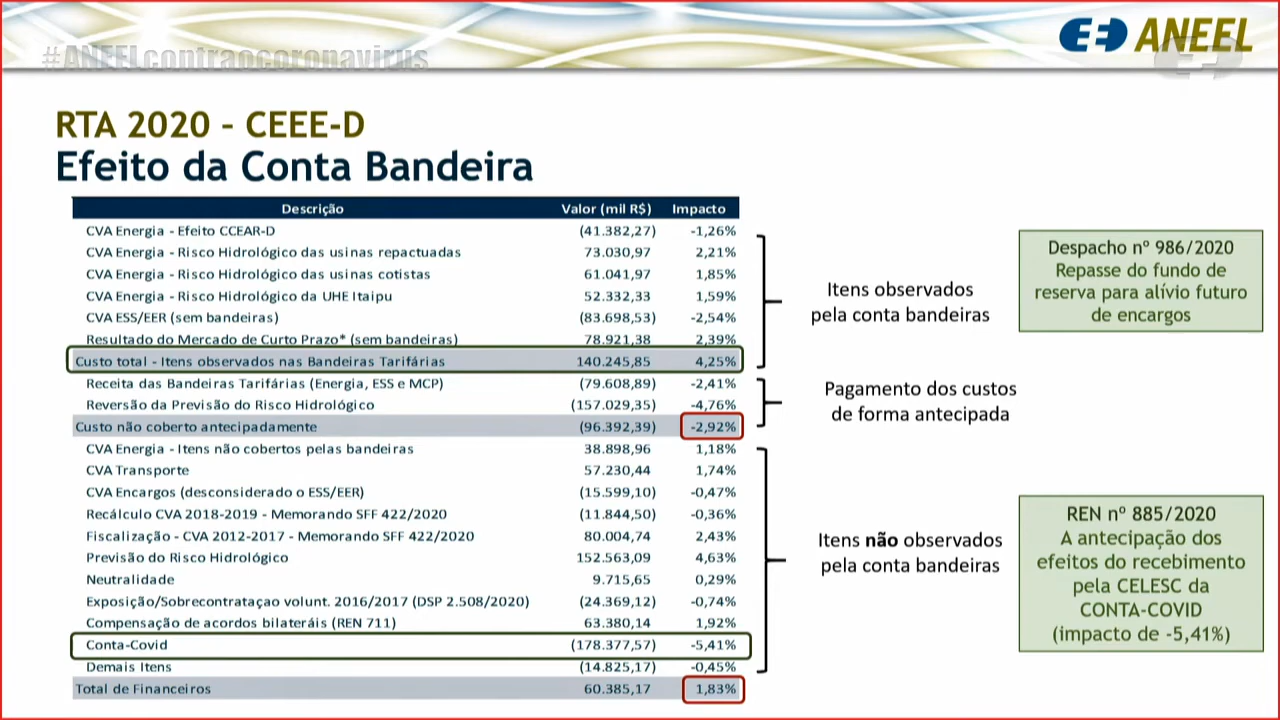 #ANEELcontraocoronavirus
ANEEL
RTA 2020 – CEEE-D
Efeito da Conta Bandeira
Descrição Valor (mil R$) Impacto
CVA Energia - Efeito CCEAR-D (41.382,27) -1,26%
CVA Energia - Risco Hidrológico das usinas repactuadas 73.030,97 2,21%
CVA Energia - Risco Hidrológico das usinas cotistas 61.041,97 1,85%
CVA Energia - Risco Hidrológico da UHE Itaipu 52.332,33 1,59%
CVA ESS/EER (sem bandeiras) (83.698,53) -2,54%
Resultado do Mercado de Curto Prazo* (sem bandeiras) 78.921,38 2,39%
Custo total - Itens observados nas Bandeiras Tarifárias 140.245,85 4,25%
Receita das Bandeiras Tarifárias (Energia, ESS e MCP) (79.608,89) -2,41%
Reversão da Previsão do Risco Hidrológico (157.029,35) -4,76%
Custo não coberto antecipadamente (96.392,39) -2,92%
CVA Energia - Itens não cobertos pelas bandeiras 38.898,96 1,18%
CVA Transporte 57.230,44 1,74%
CVA Encargos (desconsiderado o ESS/EER) (15.599,10) -0,47%
Recálculo CVA 2018-2019 - Memorando SFF 422/2020 (11.844,50) -0,36%
Fiscalização - CVA 2012-2017 - Memorando SFF 422/2020 80.004,74 2,43%
Previsão do Risco Hidrológico 152.563,09 4,63%
Neutralidade 9.715,65 0,29%
Exposição/Sobrecontrataçao volunt. 2016/2017 (DSP 2.508/2020) (24.369,12) -0,74%
Compensação de acordos bilateráis (REN 711) 63.380,14 1,92%
Conta-Covid (178.377,57) -5,41%
Demais Itens (14.825,17) -0,45%
Total de Financeiros 60.385,17 1,83%
Itens observados
pela conta bandeiras
Pagamento dos custos
de forma antecipada
Itens não observados
pela conta bandeiras
Despacho nº 986/2020
Repasse do fundo de
reserva para alívio futuro
de encargos
REN nº 885/2020
A antecipação dos
efeitos do recebimento
pela CELESC da
CONTA-COVID
(impacto de -5,41%)